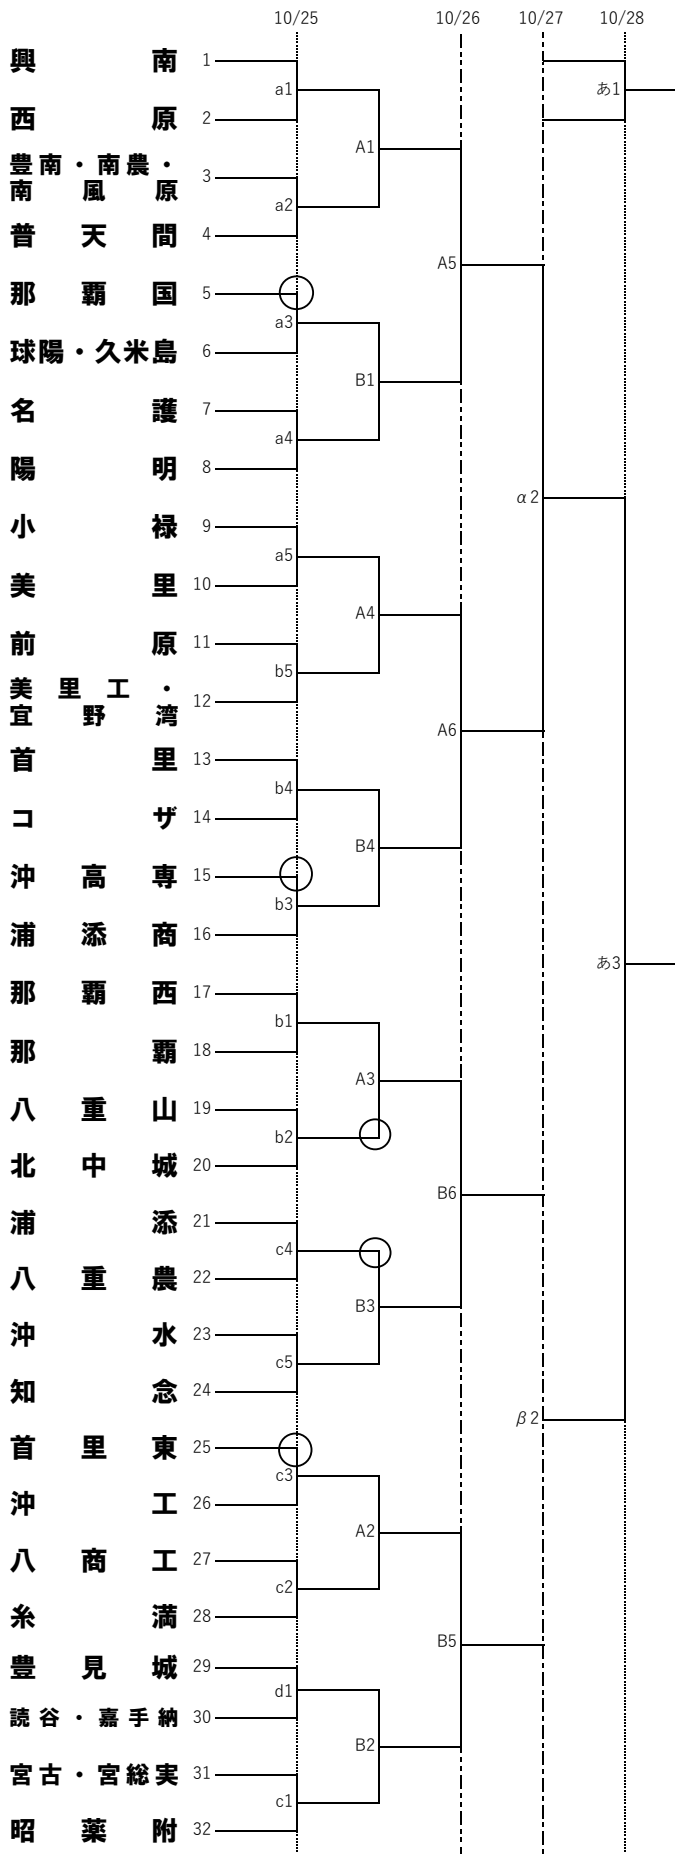 10/25 10/26 10/27 10/28
興南 1
あ1
a1
西原 2
A1
豊南・南農・
南風原 3
a2
普天間 4
A5
那覇国 5
a3
球陽・久米島 6
B1
名護 7
a4
陽明 8
α2
小禄 9
a5
美里 10
A4
前原 11
b5
美里工・
宜野湾 12
A6
首里 13
b4
コザ 14
B4
沖高専 15
b3
浦添商 16
あ3
那覇西 17
b1
那覇 18
A3
八重山 19
b2
北中城 20
B6
浦添 21
c4
八重農 22
B3
沖水 23
c5
知念 24
β2
首里東 25
c3
沖工 26
A2
八商工 27
c2
糸満 28
B5
豊見城 29
d1
読谷・嘉手納 30
B2
宮古・宮総実 31
c1
昭薬附 32